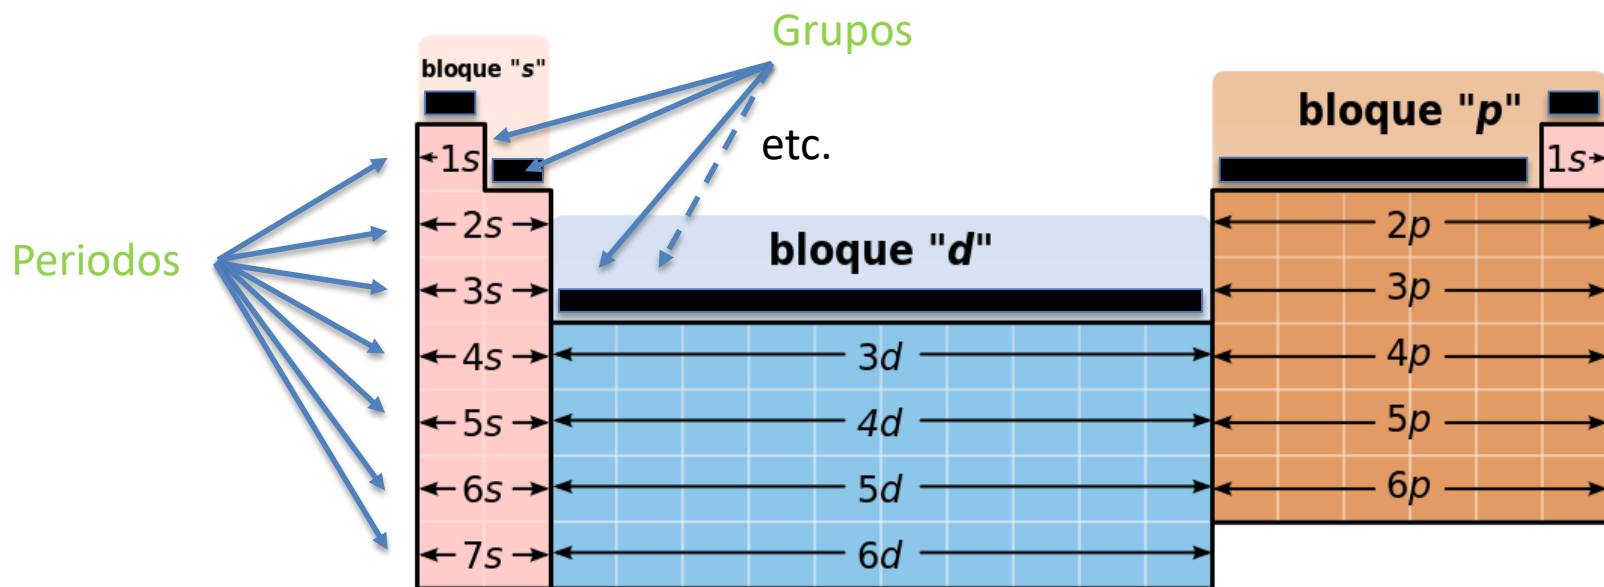 Grupos
bloque "s"
bloque "p"
etc.
1s
1s
2s
2p
bloque "d"
Periodos
3s
3p
4s
3d
4p
5s
4d
5p
6s
5d
6p
7s
6d